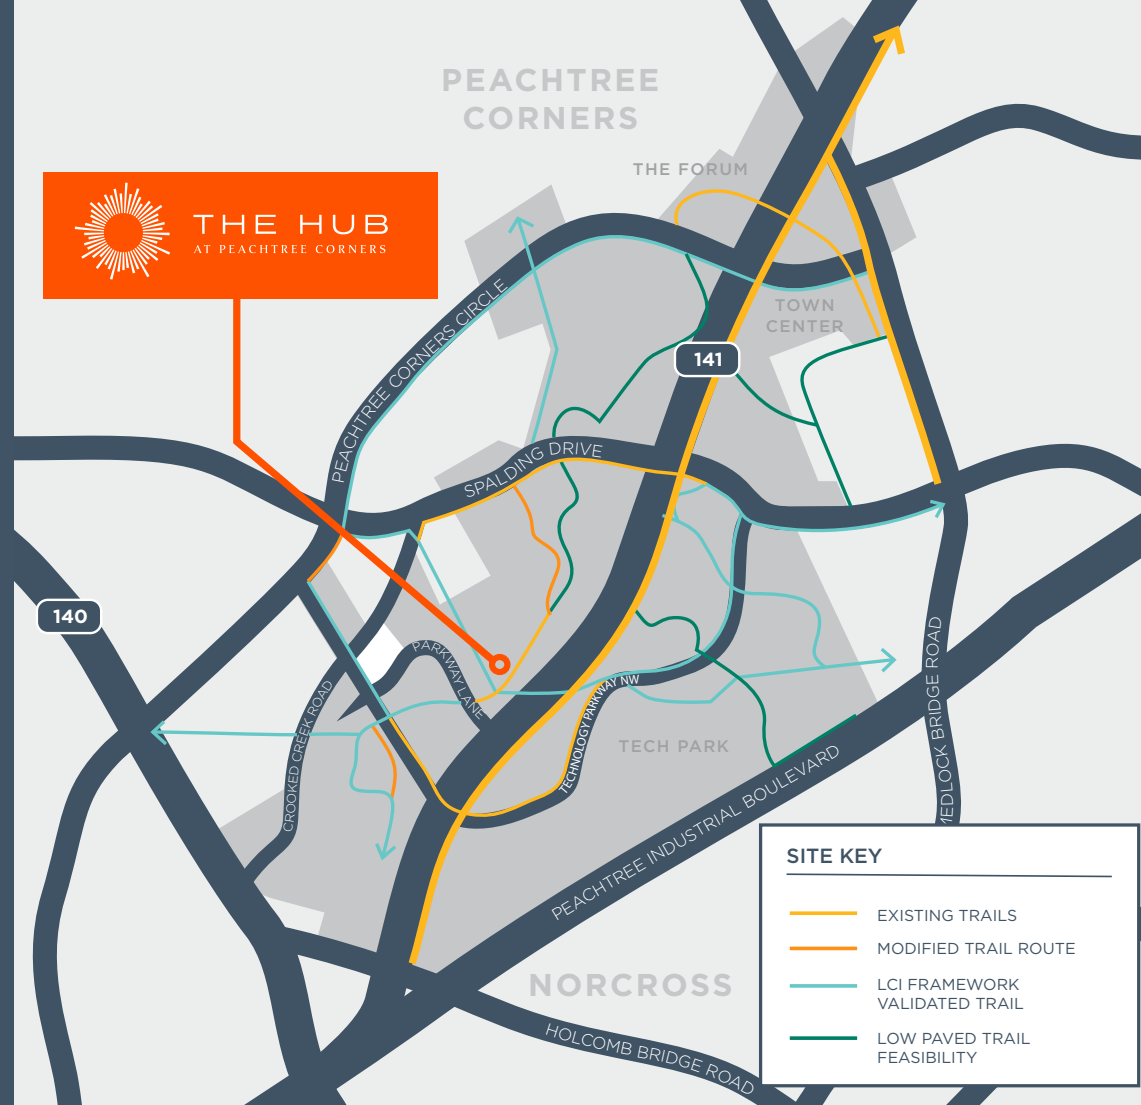 PEACHTREE
CORNERS
THE FORUM
THE HUB
AT PEACHTREE CORNERS
PEACHTREE CORNERS CIRCLE
TOWN
CENTER
141
SPALDING DRIVE
140
PARKWAY LANE
CROOKED CREEK ROAD
TECHNOLOGY PARKWAY NW
TECH PARK
MEDLOCK BRIDGE ROAD
PEACHTREE INDUSTRIAL BOULEVARD
NORCROSS
HOLCOMB BRIDGE ROAD
SITE KEY
EXISTING TRAILS
MODIFIED TRAIL ROUTE
LCI FRAMEWORK
VALIDATED TRAIL
LOW PAVED TRAIL
FEASIBILITY